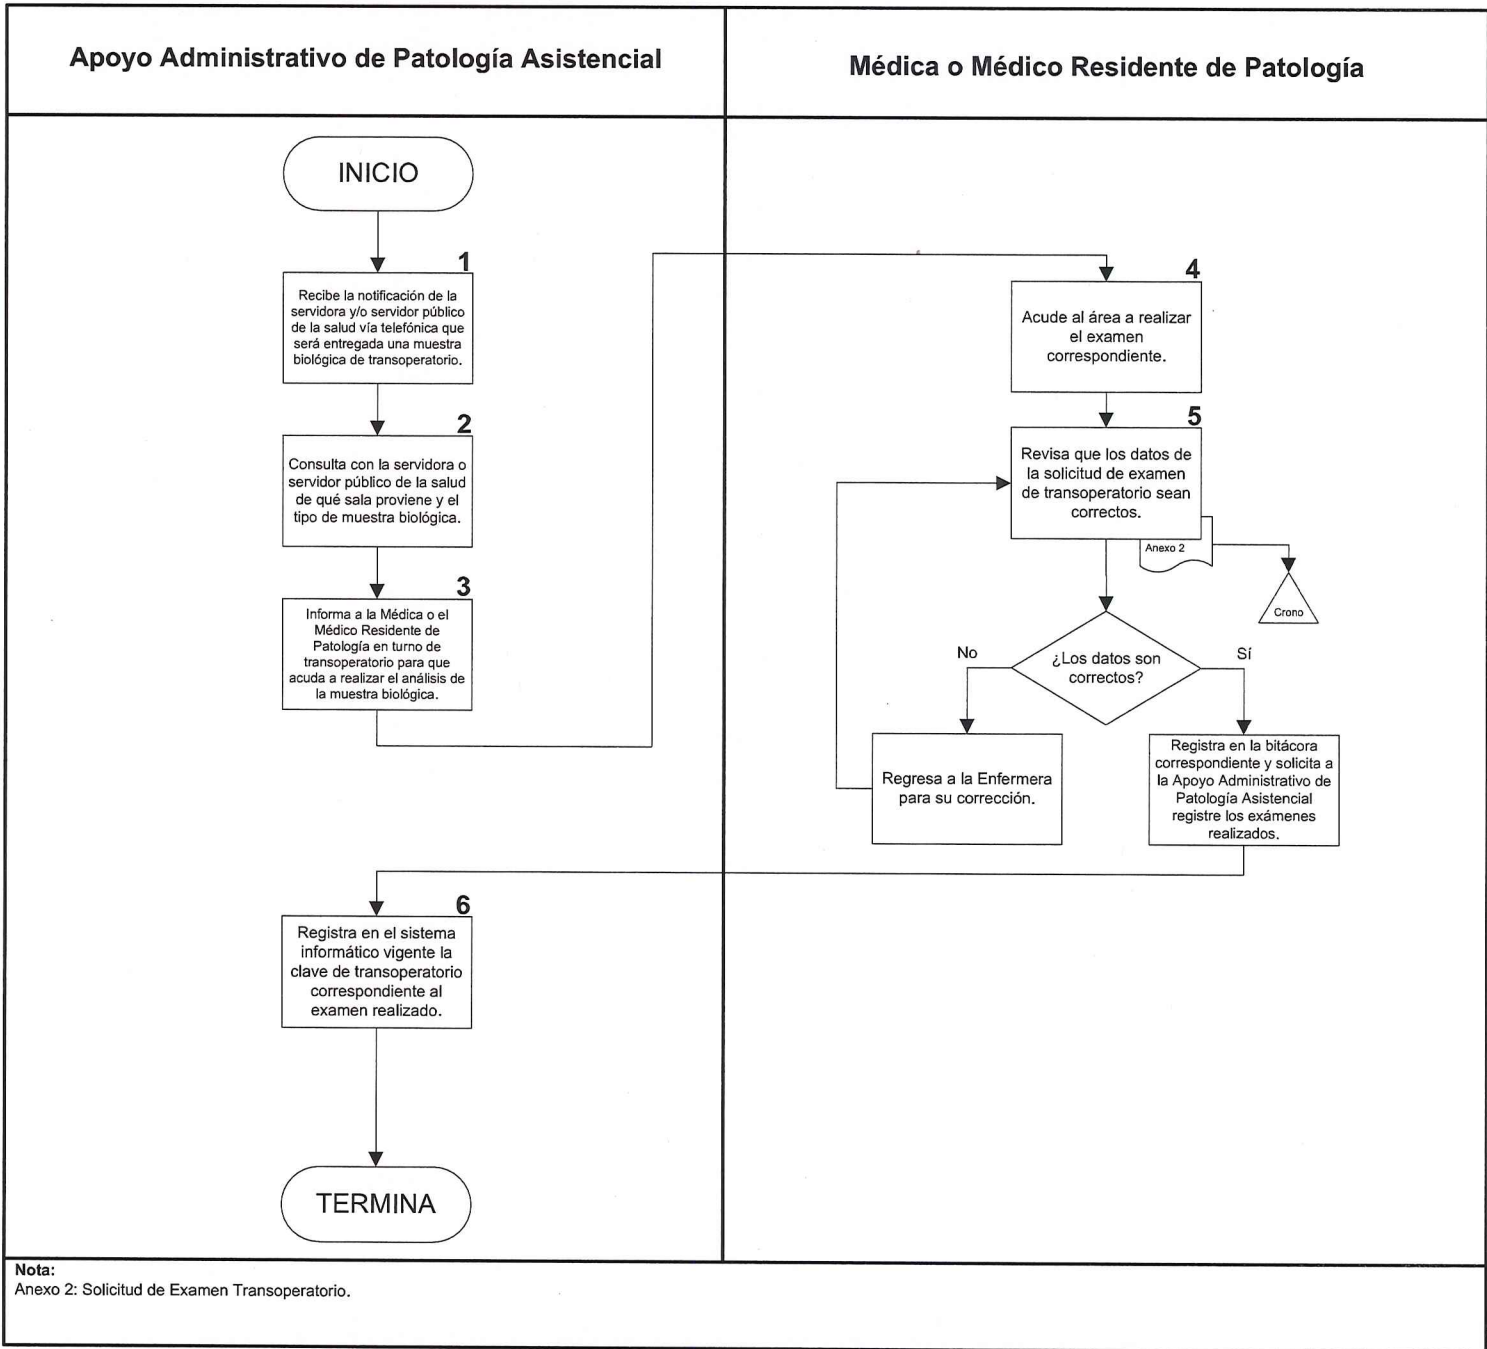 Apoyo Administrativo de Patología Asistencial
Médica o Médico Residente de Patología
INICIO
1
Recibe la notificación de la
servidora y/o servidor público
de la salud vía telefónica que
será entregada una muestra
biológica de transoperatorio.
2
Consulta con la servidora o
servidor público de la salud
de qué sala proviene y el
tipo de muestra biológica.
3
Informa a la Médica o el
Médico Residente de
Patología en turno de
transoperatorio para que
acuda a realizar el análisis de
la muestra biológica.
4
Acude al área a realizar
el examen
correspondiente.
5
Revisa que los datos de
la solicitud de examen
de transoperatorio sean
correctos.
Anexo 2
Crono
¿Los datos son
correctos?
No
Sí
Regresa a la Enfermera
para su corrección.
Registra en la bitácora
correspondiente y solicita a
la Apoyo Administrativo de
Patología Asistencial
registre los exámenes
realizados.
6
Registra en el sistema
informático vigente la
clave de transoperatorio
correspondiente al
examen realizado.
TERMINA
Nota:
Anexo 2: Solicitud de Examen Transoperatorio.